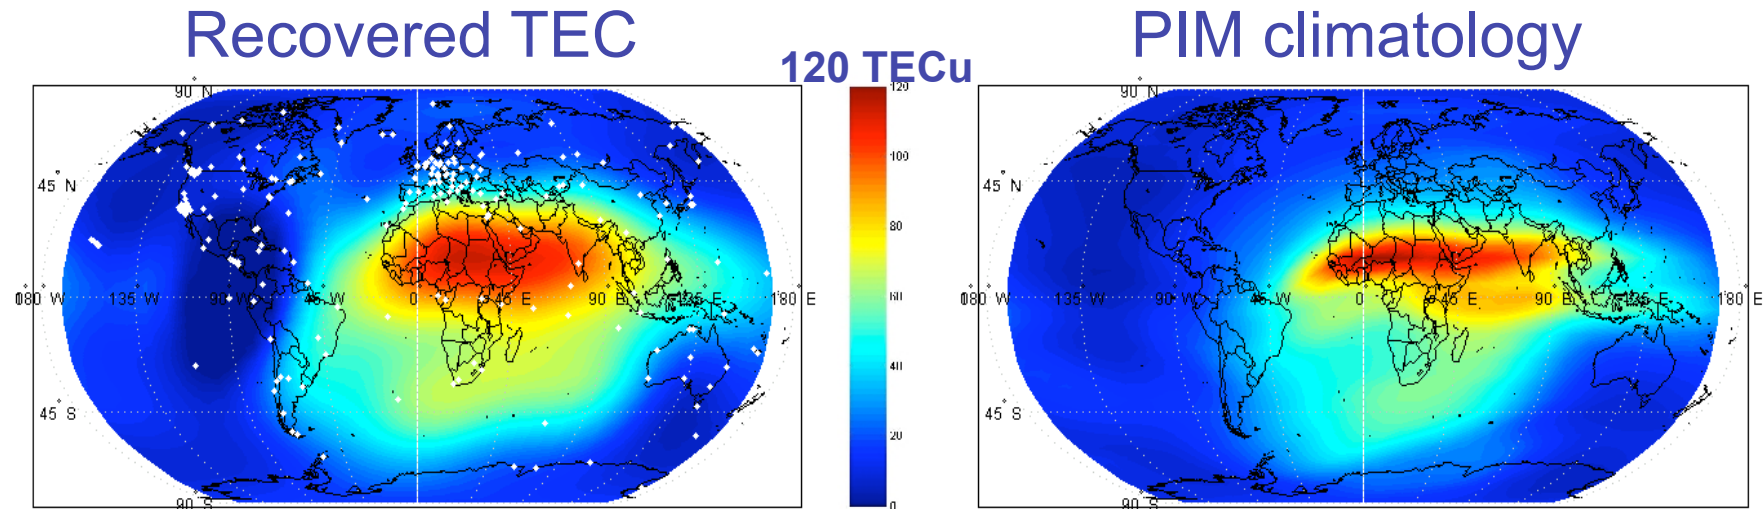 Recovered TEC
PIM climatology
120 TECu
90 N
45 N
180 W 135 W 90 W 45 W 0 45 E 90 E 135 E 180 E
45 S
90 S
120
100
80
60
40
20
0
90 N
45 N
180 W 135 W 90 W 45 W 0 45 E 90 E 135 E 180 E
45 S
90 S